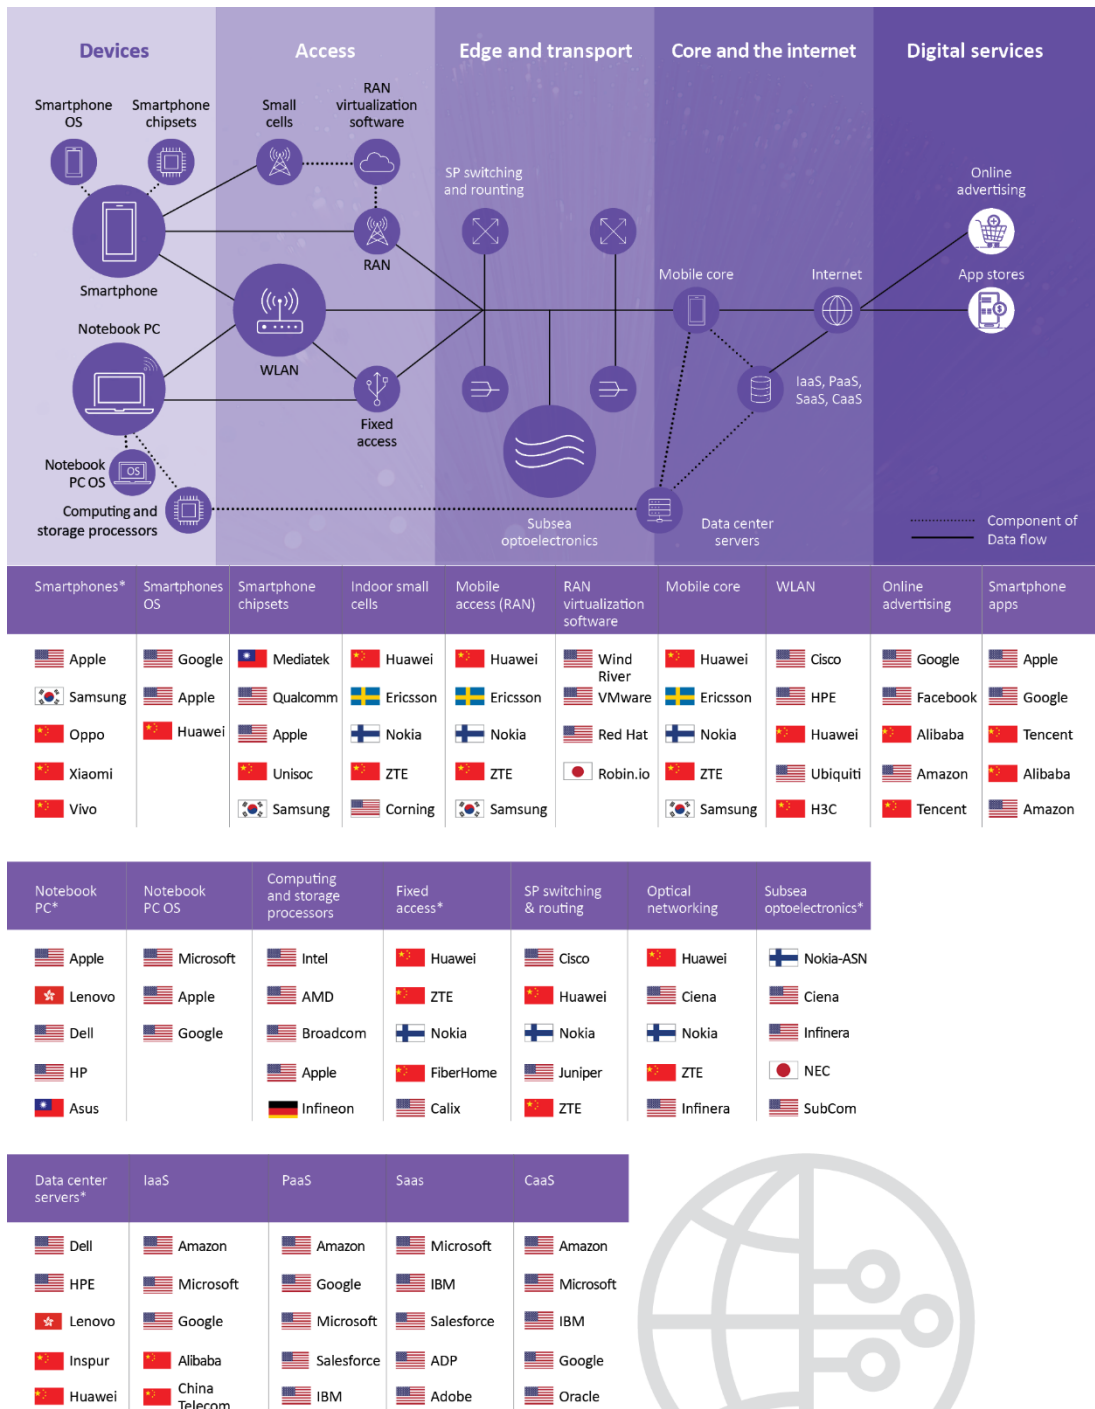 Devices
Access
Edge and transport
Core and the internet
Digital services
Smartphone
OS
Smartphone
chipsets
Small
cells
RAN
virtualization
software
SP switching
and rounting
Online
advertising
RAN
Smartphone
Mobile core
Internet
App stores
Notebook PC
WLAN
IaaS, PaaS,
SaaS, CaaS
Fixed
access
Notebook
PC OS
OS
Computing and
storage processors
Subsea
optoelectronics
Data center
servers
Component of
Data flow
Smartphones*
Smartphones
OS
Smartphone
chipsets
Indoor small
cells
Mobile
access (RAN)
RAN
virtualization
software
Mobile core
WLAN
Online
advertising
Smartphone
apps
Apple
Google
Mediatek
Huawei
Huawei
Wind
River
Huawei
Cisco
Google
Apple
Samsung
Apple
Qualcomm
Ericsson
Ericsson
VMware
Ericsson
HPE
Facebook
Google
Oppo
Huawei
Apple
Nokia
Nokia
Red Hat
Nokia
Huawei
Alibaba
Tencent
Xiaomi
Unisoc
ZTE
ZTE
Robin.io
ZTE
Ubiquiti
Amazon
Alibaba
Vivo
Samsung
Corning
Samsung
Samsung
H3C
Tencent
Amazon
Notebook
PC*
Notebook
PC OS
Computing
and storage
processors
Fixed
access*
SP switching
& routing
Optical
networking
Subsea
optoelectronics*
Apple
Microsoft
Intel
Huawei
Cisco
Huawei
Nokia-ASN
Lenovo
Apple
AMD
ZTE
Huawei
Ciena
Ciena
Dell
Google
Broadcom
Nokia
Nokia
Nokia
Infinera
HP
Apple
FiberHome
Juniper
ZTE
NEC
Asus
Infineon
Calix
ZTE
Infinera
SubCom
Data center
servers*
IaaS
PaaS
Saas
CaaS
Dell
Amazon
Amazon
Microsoft
Amazon
HPE
Microsoft
Google
IBM
Microsoft
Lenovo
Google
Microsoft
Salesforce
IBM
Inspur
Alibaba
Salesforce
ADP
Google
Huawei
China
Telecom
IBM
Adobe
Oracle